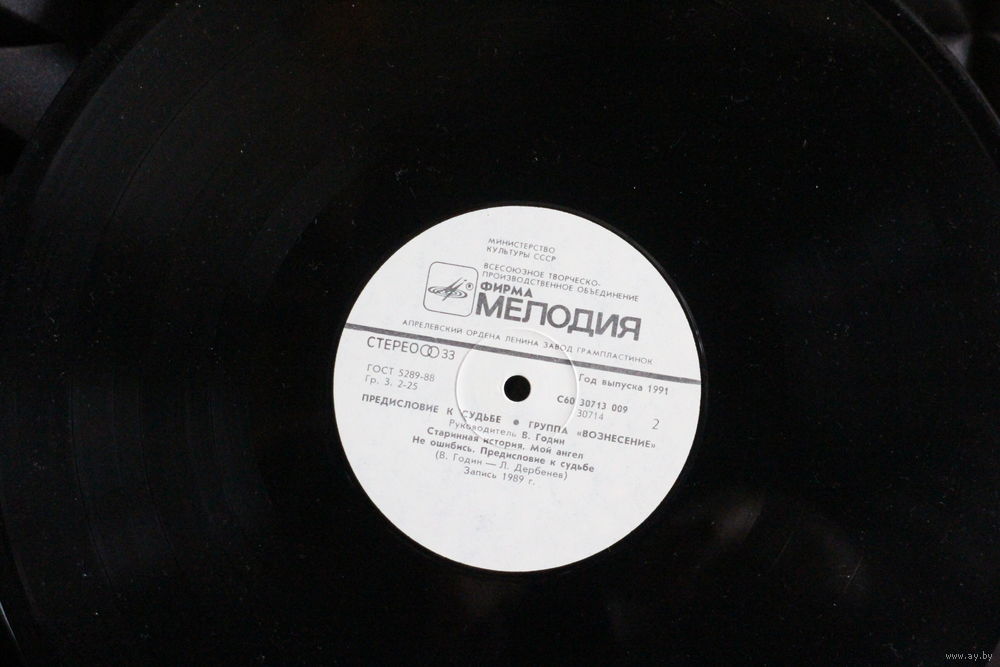 МИНИСТЕРСТВО
КУЛЬТУРЫ СССР
ВСЕСОЮЗНОЕ ТВОРЧЕСКО-
ПРОИЗВОДСТВЕННОЕ ОБЪЕДИНЕНИЕ
®
ФИРМА
МЕЛОДИЯ
АПРЕЛЕВСКИЙ ОРДЕНА ЛЕНИНА ЗАВОД ГРАМПЛАСТИНОК
СТЕРЕО 33
Год выпуска 1991
ГОСТ 5289-88
Гр. 3. 2-25
С60 30713 009
30714
2
ПРЕДИСЛОВИЕ К СУДЬБЕ ● ГРУППА «ВОЗНЕСЕНИЕ»
Руководитель В. Годин
Старинная история. Мой ангел
Не ошибись. Предисловие к судьбе
(В. Годин — Л. Дербенев)
Запись 1989 г.
www.ay.by